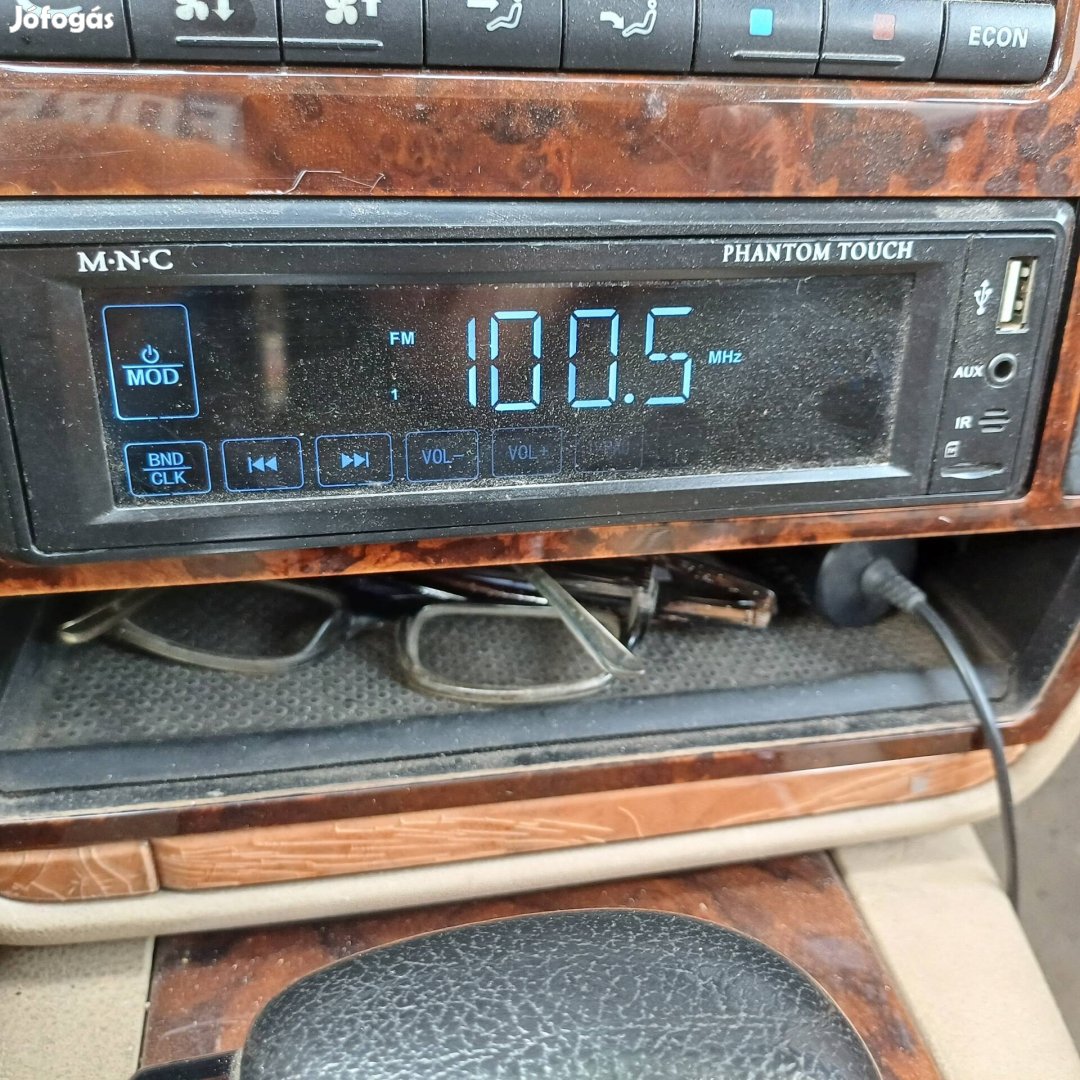 Jófogás
ECON
M·N·C
PHANTOM TOUCH
FM
100.5
MHz
1
MOD
AUX
IR
BND
CLK
VOL-
VOL+